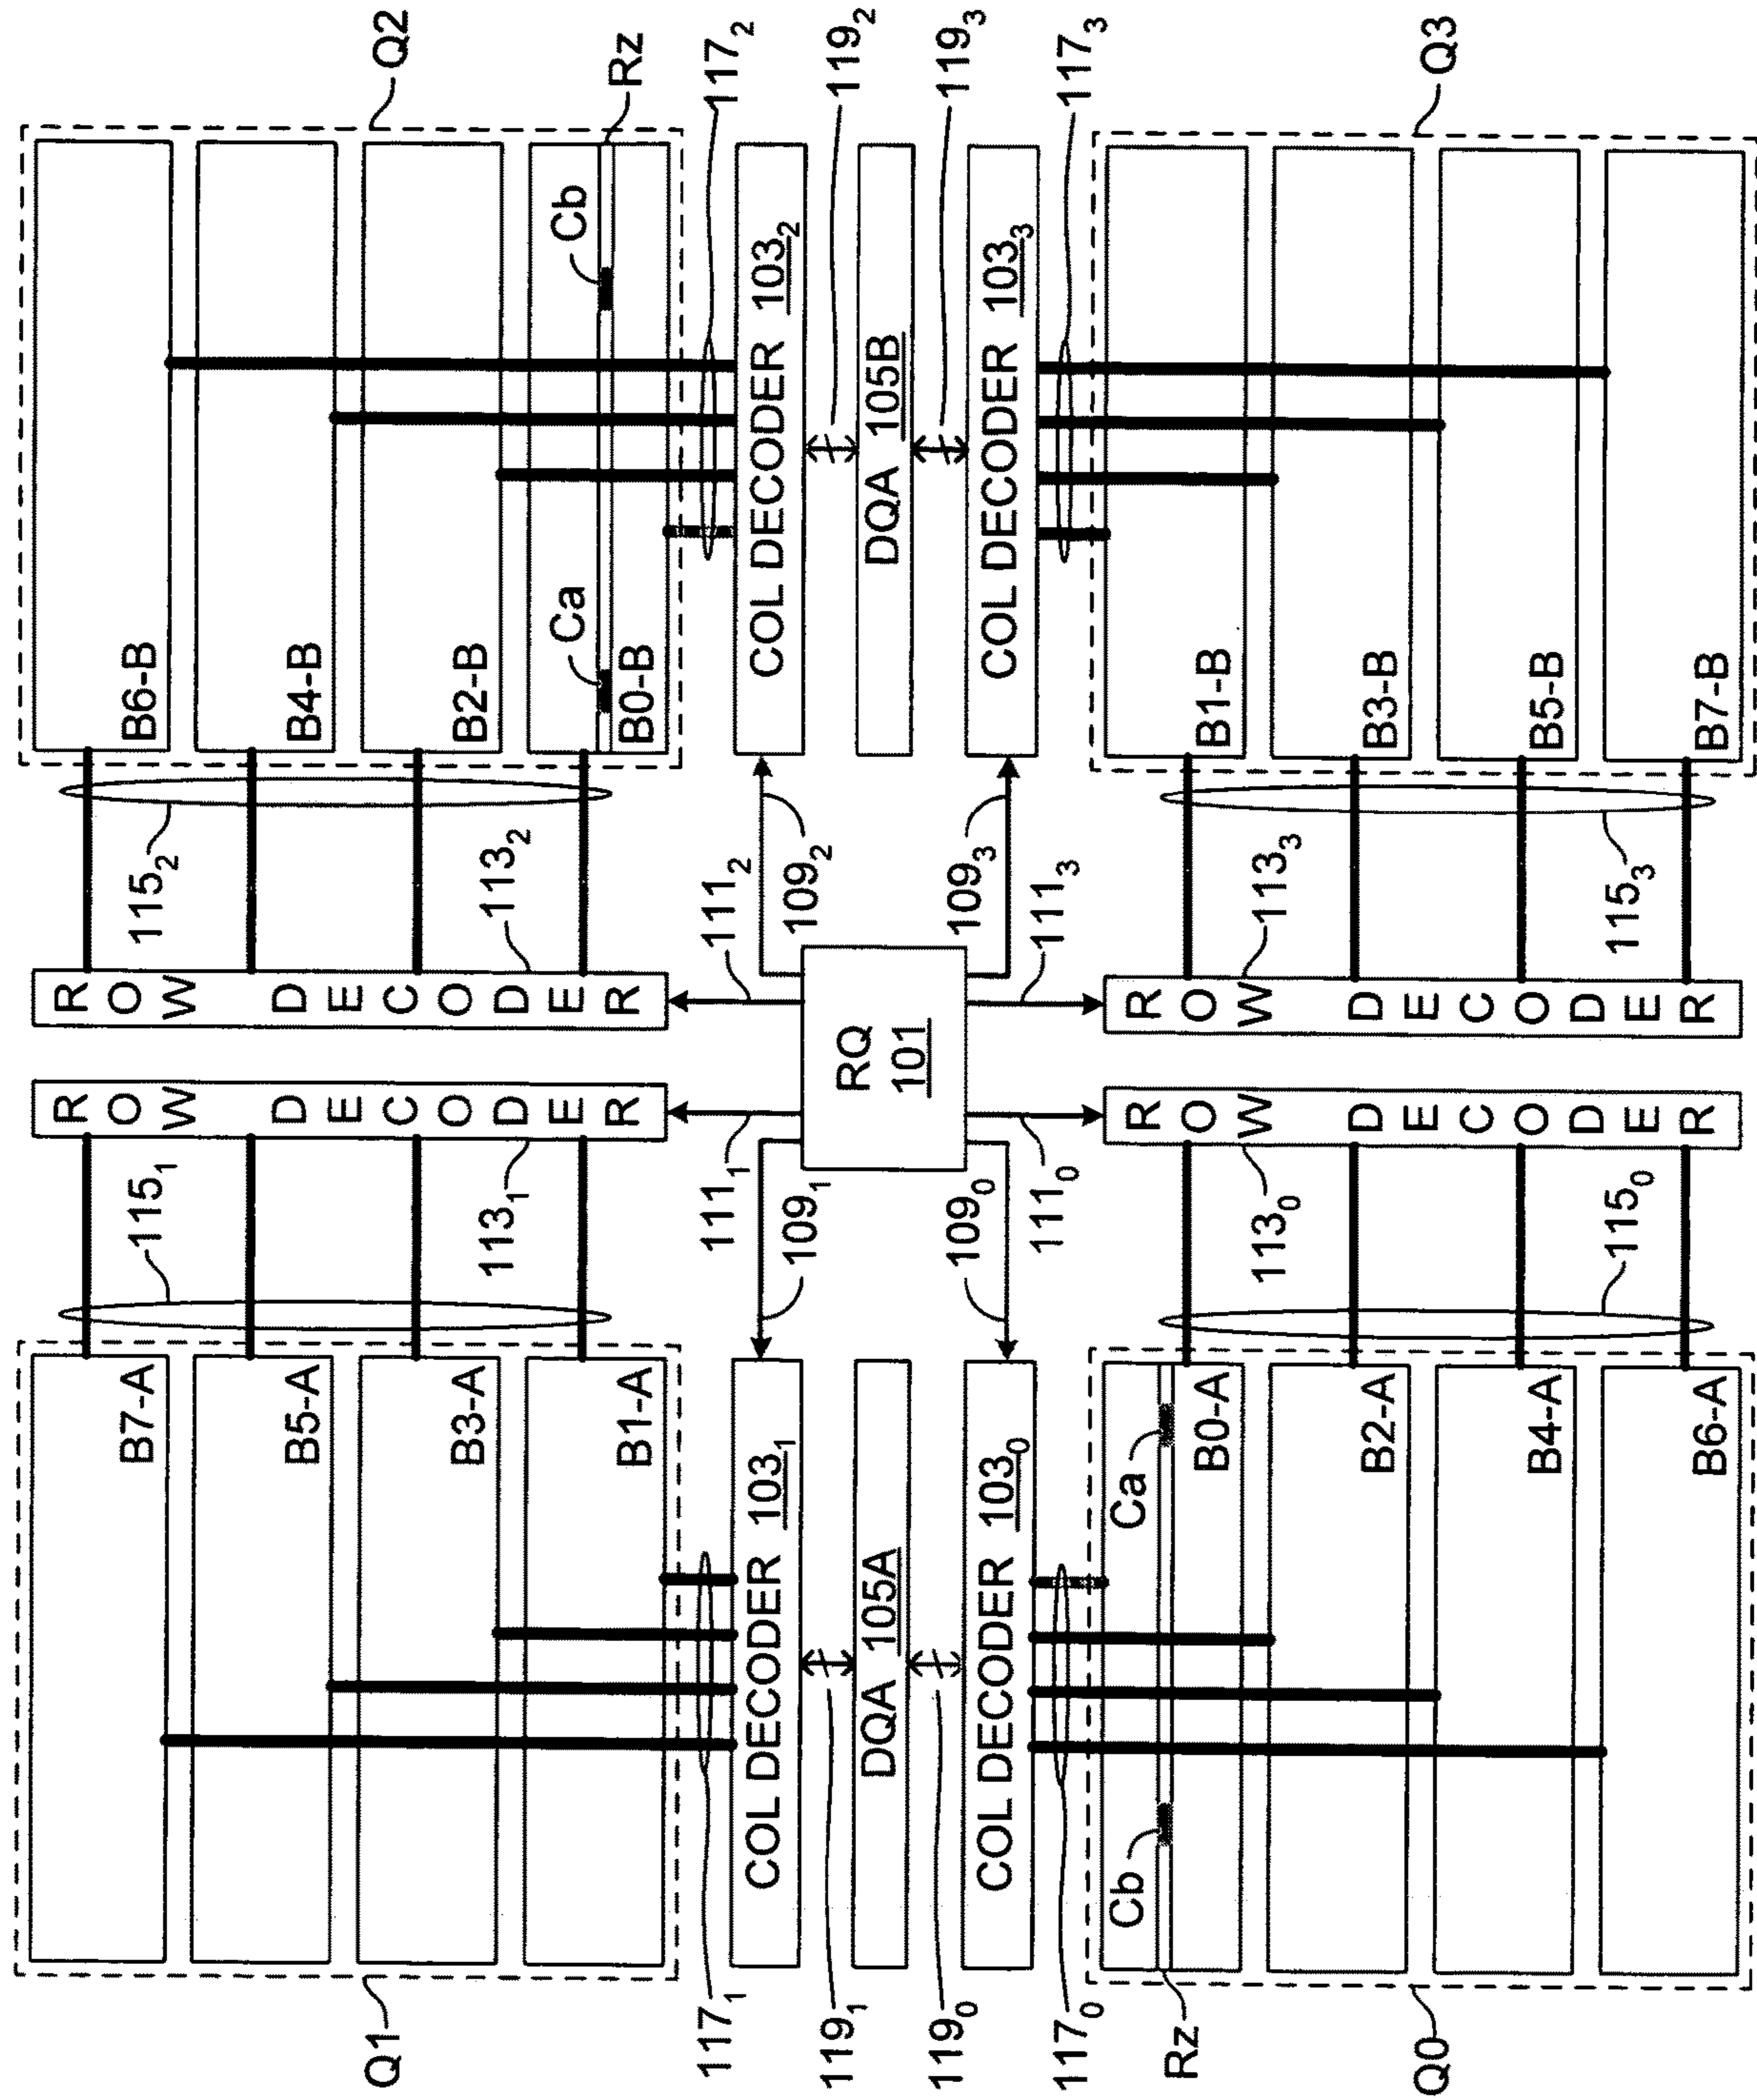 Q1
Q2
B7-A
ROW DECODER
ROW DECODER
B6-B
115₁
115₂
B5-A
B4-B
B3-A
B2-B
113₁
113₂
Ca
Cb
Rz
B1-A
B0-B
117₁
111₁
111₂
117₂
COL DECODER 103₁
109₁
109₂
COL DECODER 103₂
119₁
119₂
DQA 105A
RQ
101
DQA 105B
119₀
119₃
COL DECODER 103₀
109₀
109₃
COL DECODER 103₃
117₀
111₀
111₃
117₃
Rz
Cb
Ca
ROW DECODER
ROW DECODER
B0-A
B1-B
113₀
113₃
B2-A
B3-B
B4-A
B5-B
115₀
115₃
B6-A
B7-B
Q0
Q3